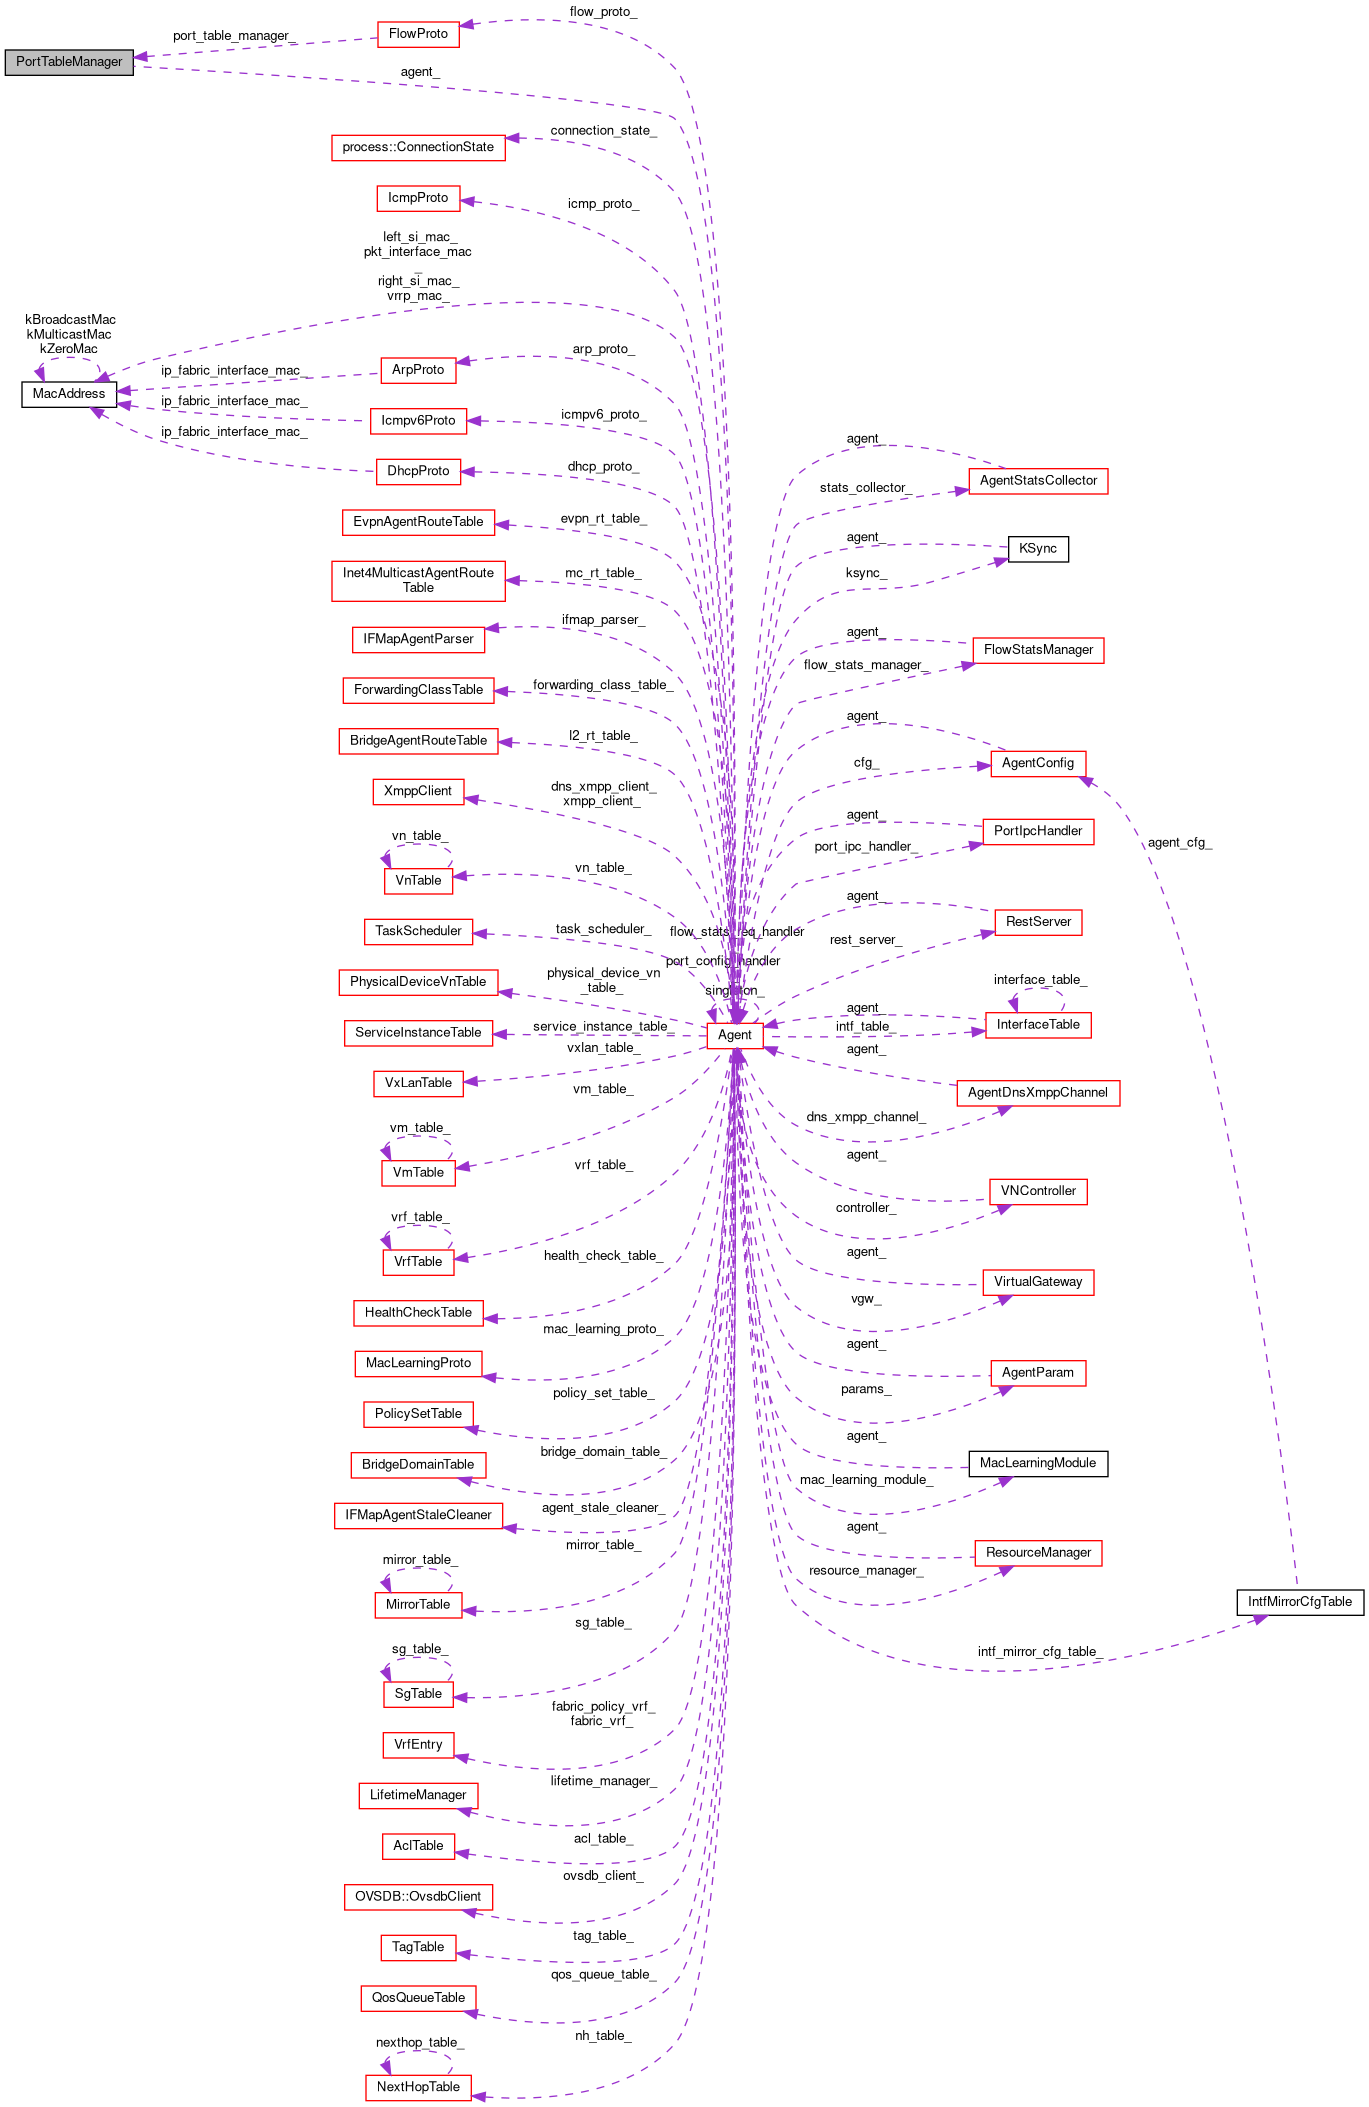 flow_proto_
FlowProto
port_table_manager_
PortTableManager
agent_
connection_state_
process::ConnectionState
IcmpProto
icmp_proto_
left_si_mac_
pkt_interface_mac
_
right_si_mac_
vrrp_mac_
kBroadcastMac
kMulticastMac
kZeroMac
MacAddress
arp_proto_
ArpProto
ip_fabric_interface_mac_
Icmpv6Proto
icmpv6_proto_
ip_fabric_interface_mac_
DhcpProto
dhcp_proto_
ip_fabric_interface_mac_
EvpnAgentRouteTable
evpn_rt_table_
Inet4MulticastAgentRoute
Table
mc_rt_table_
IFMapAgentParser
ifmap_parser_
ForwardingClassTable
forwarding_class_table_
BridgeAgentRouteTable
l2_rt_table_
XmppClient
dns_xmpp_client_
xmpp_client_
vn_table_
VnTable
vn_table_
TaskScheduler
task_scheduler_
PhysicalDeviceVnTable
physical_device_vn
_table_
ServiceInstanceTable
service_instance_table_
VxLanTable
vxlan_table_
vm_table_
vm_table_
VmTable
vrf_table_
vrf_table_
VrfTable
health_check_table_
HealthCheckTable
mac_learning_proto_
MacLearningProto
policy_set_table_
PolicySetTable
bridge_domain_table_
BridgeDomainTable
agent_stale_cleaner_
IFMapAgentStaleCleaner
mirror_table_
mirror_table_
MirrorTable
sg_table_
sg_table_
SgTable
fabric_policy_vrf_
fabric_vrf_
VrfEntry
lifetime_manager_
LifetimeManager
acl_table_
AclTable
ovsdb_client_
OVSDB::OvsdbClient
tag_table_
TagTable
qos_queue_table_
QosQueueTable
nh_table_
nexthop_table_
NextHopTable
flow_stats_req_handler
port_config_handler
singleton_
Agent
agent_
AgentStatsCollector
stats_collector_
agent_
KSync
ksync_
agent_
FlowStatsManager
flow_stats_manager_
agent_
AgentConfig
cfg_
agent_
PortIpcHandler
port_ipc_handler_
agent_
RestServer
rest_server_
interface_table_
agent_
InterfaceTable
intf_table_
agent_
AgentDnsXmppChannel
dns_xmpp_channel_
agent_
VNController
controller_
agent_
VirtualGateway
vgw_
agent_
AgentParam
params_
agent_
MacLearningModule
mac_learning_module_
agent_
ResourceManager
resource_manager_
intf_mirror_cfg_table_
IntfMirrorCfgTable
agent_cfg_